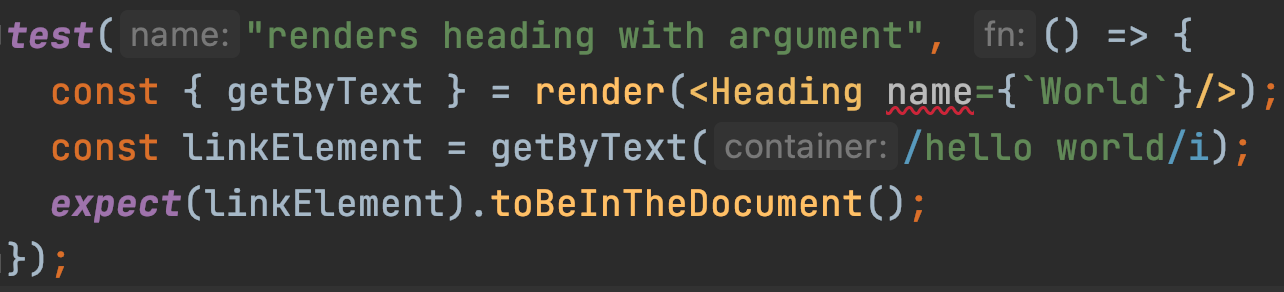 test( name: "renders heading with argument", fn: () => {
const { getByText } = render(<Heading name={`World`}/>);
const linkElement = getByText( container: /hello world/i);
expect(linkElement).toBeInTheDocument();
});